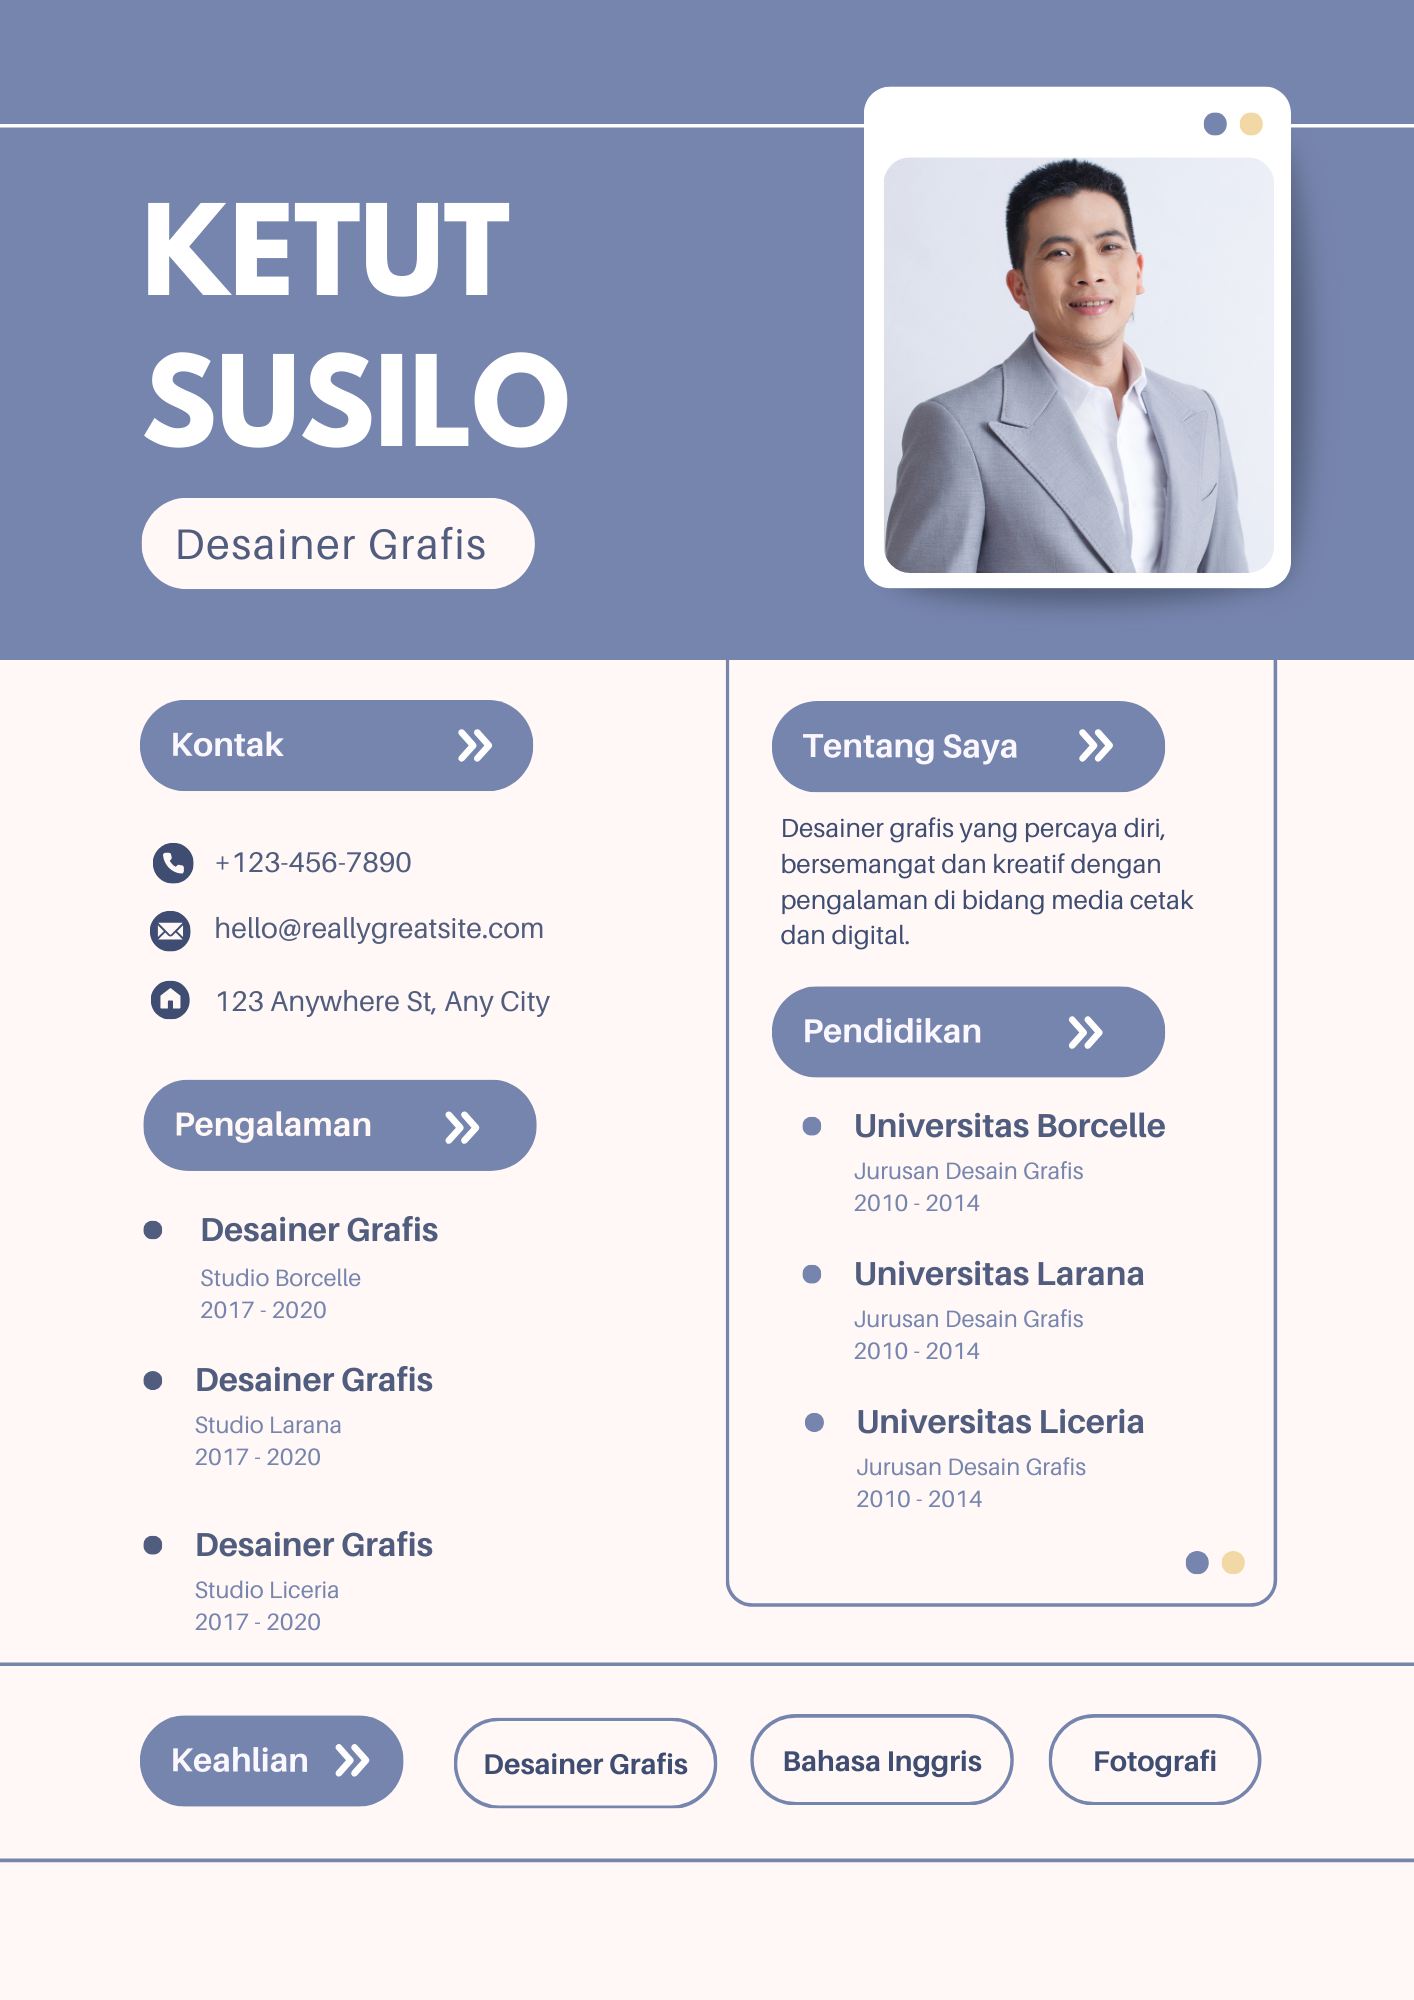 KETUT
SUSILO
Desainer Grafis
Kontak
+123-456-7890
hello@reallygreatsite.com
123 Anywhere St, Any City
Pengalaman
Desainer Grafis
Studio Borcelle
2017 - 2020
Desainer Grafis
Studio Larana
2017 - 2020
Desainer Grafis
Studio Liceria
2017 - 2020
Tentang Saya
Desainer grafis yang percaya diri,
bersemangat dan kreatif dengan
pengalaman di bidang media cetak
dan digital.
Pendidikan
Universitas Borcelle
Jurusan Desain Grafis
2010 - 2014
Universitas Larana
Jurusan Desain Grafis
2010 - 2014
Universitas Liceria
Jurusan Desain Grafis
2010 - 2014
Keahlian
Desainer Grafis
Bahasa Inggris
Fotografi